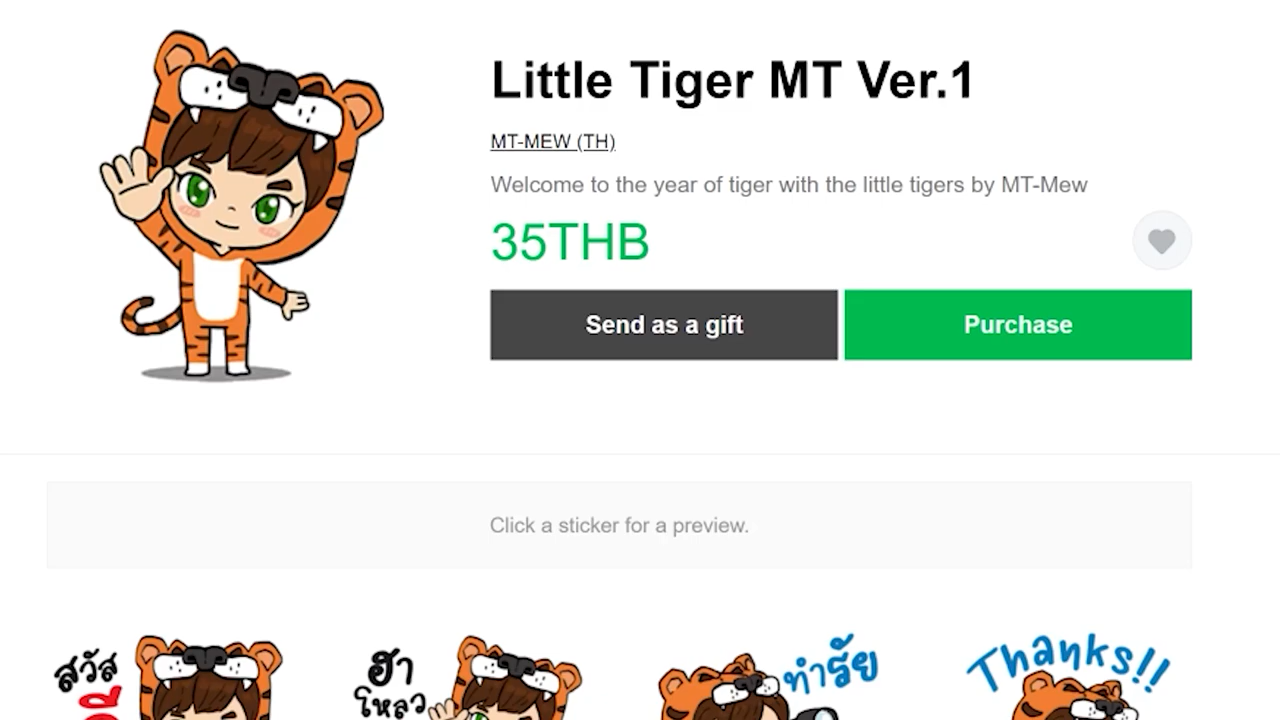 Little Tiger MT Ver.1
MT-MEW (TH)
Welcome to the year of tiger with the little tigers by MT-Mew
35THB
Send as a gift
Purchase
Click a sticker for a preview.
สวัส
ฮา
โหลว
ทำรัย
Thanks!!